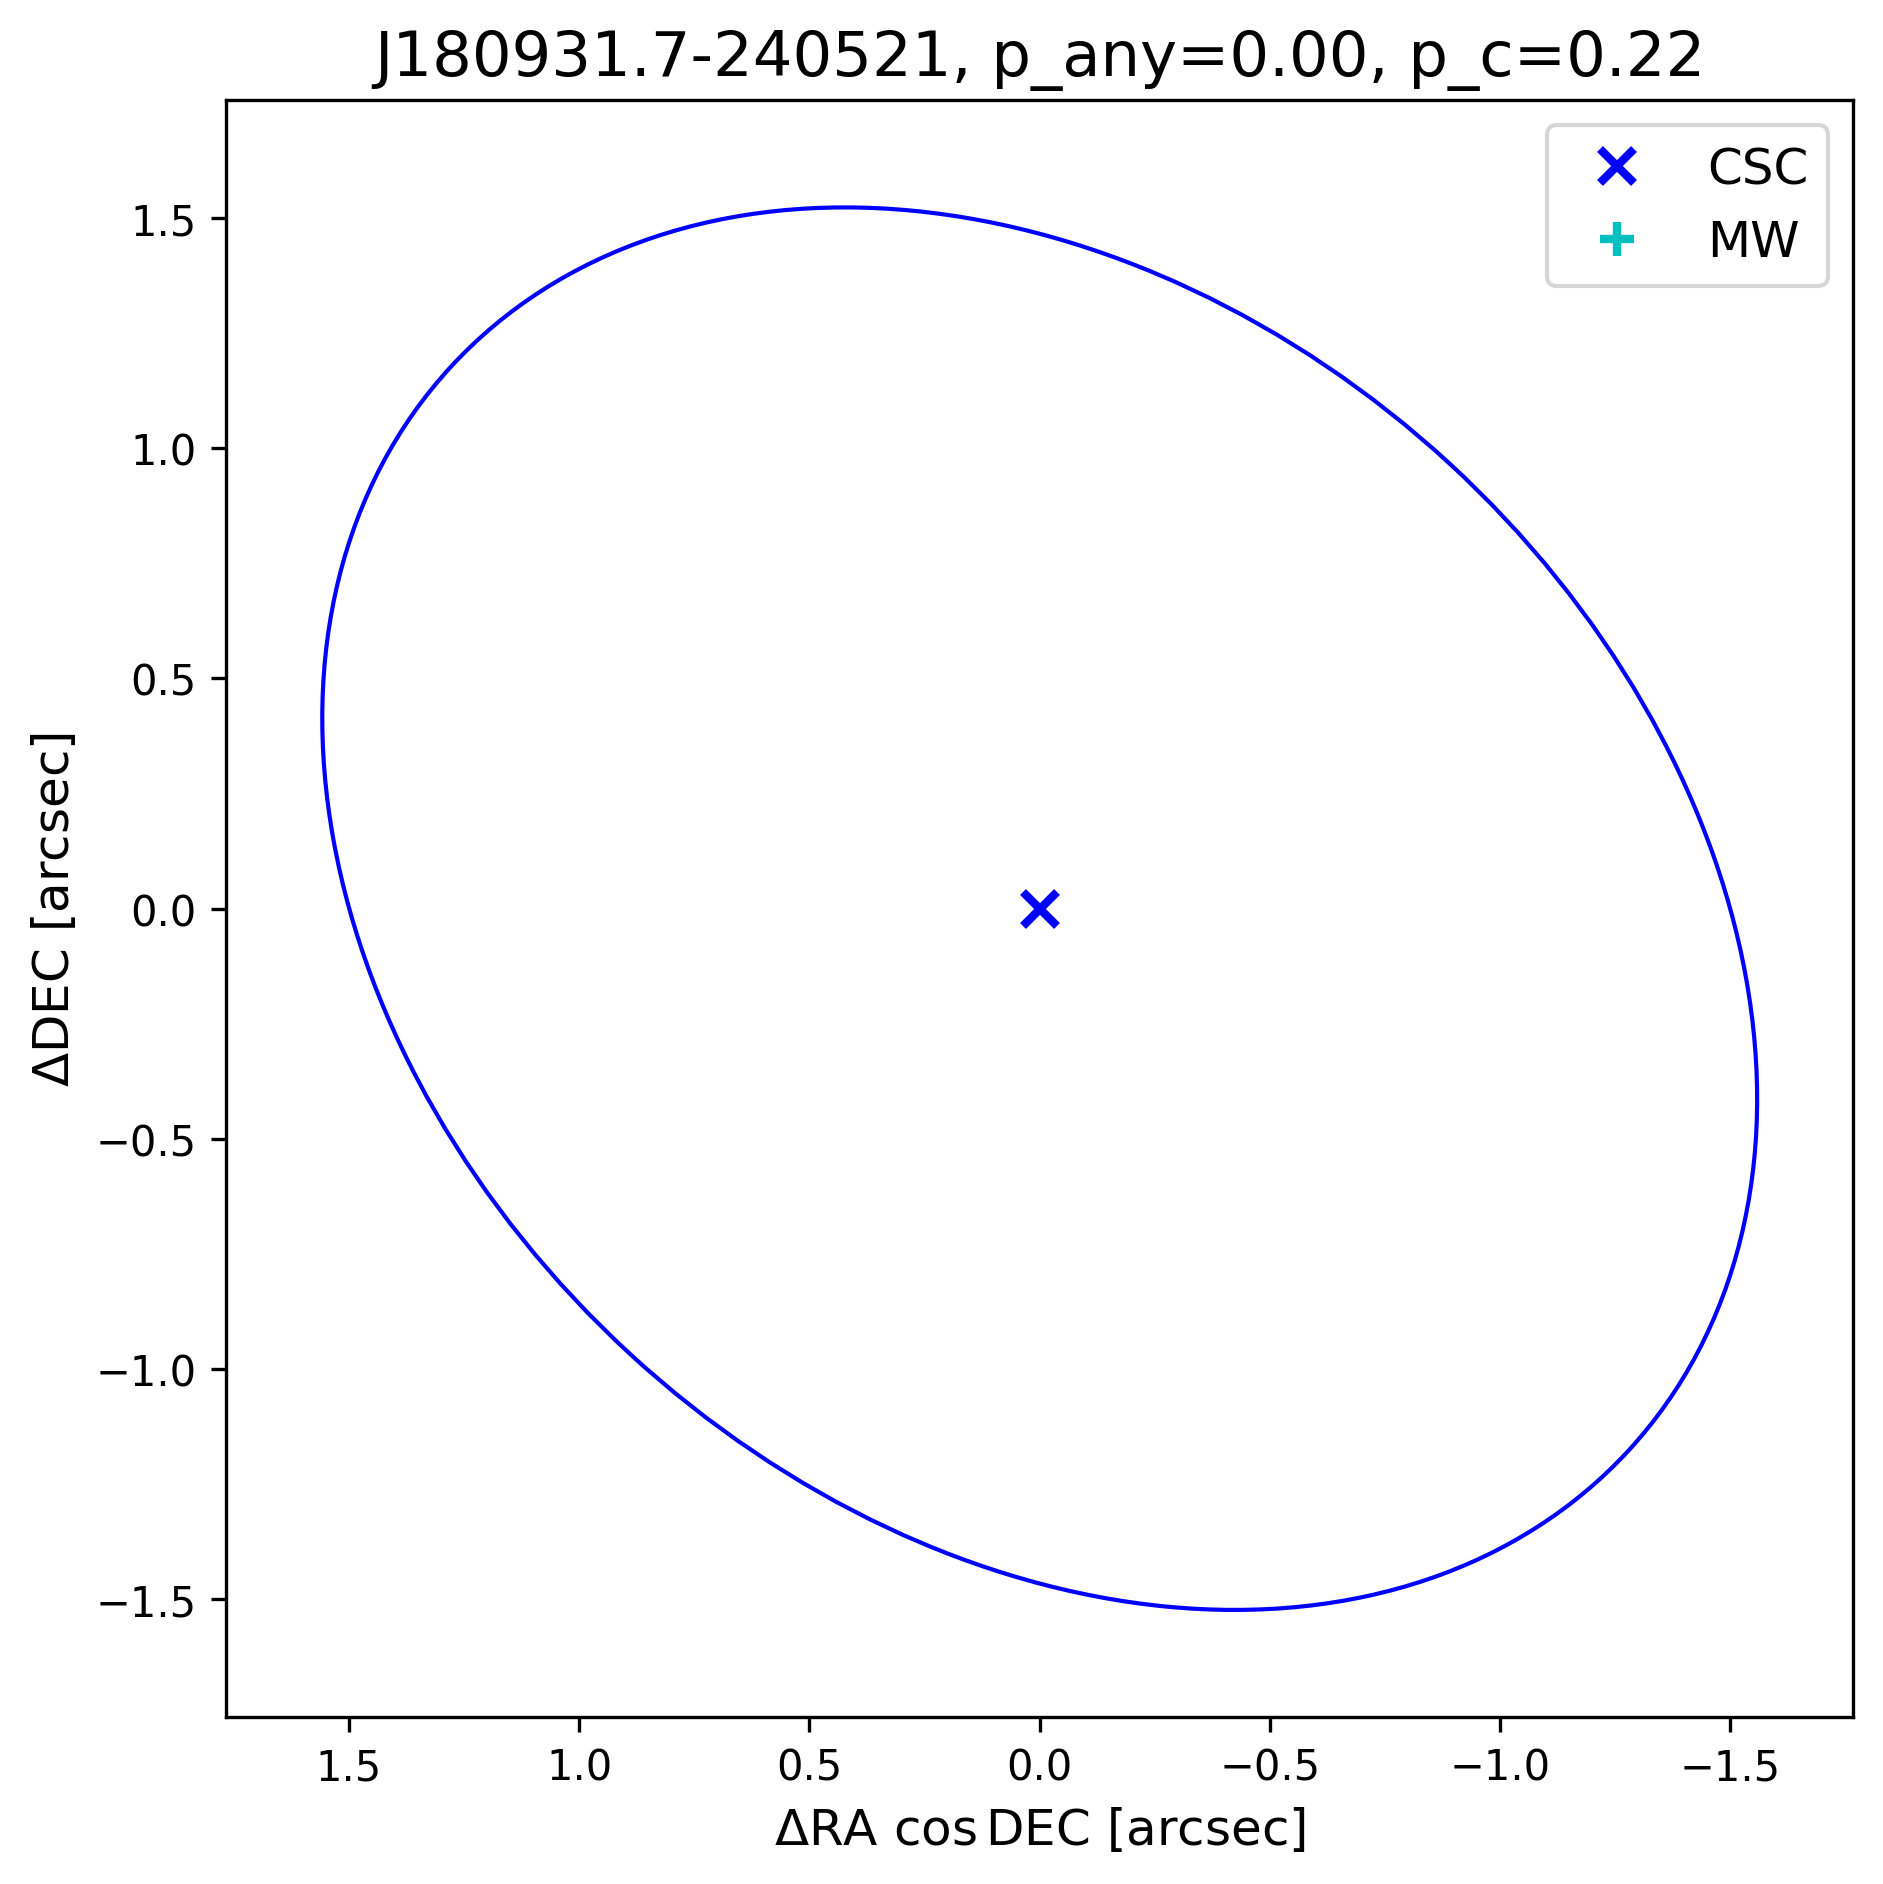 J180931.7-240521, p_any=0.00, p_c=0.22
CSC
MW
1.5
1.0
0.5
0.0
−0.5
−1.0
−1.5
ΔDEC [arcsec]
1.5 1.0 0.5 0.0 −0.5 −1.0 −1.5
ΔRA cos DEC [arcsec]